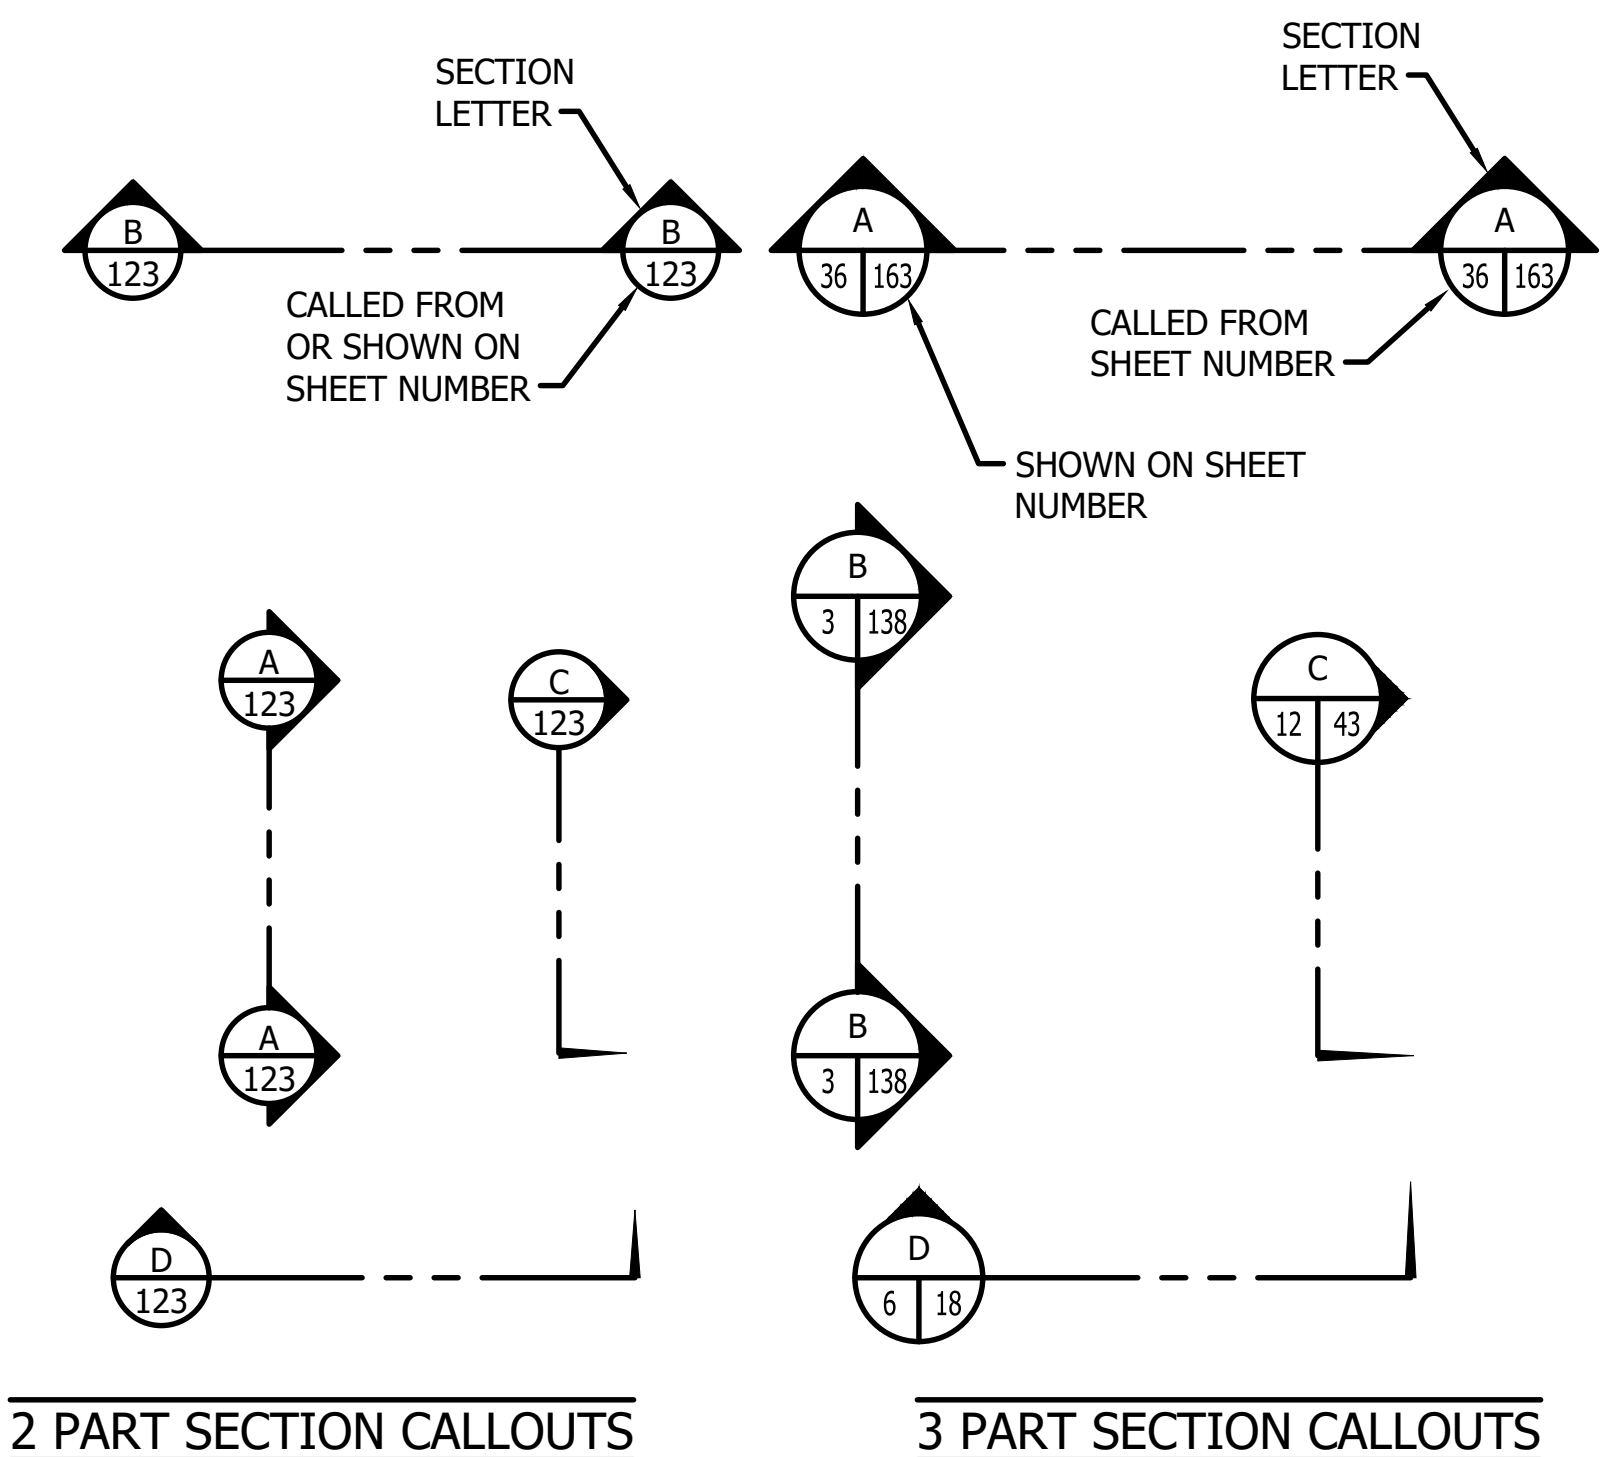 SECTION
LETTER
B
123
B
123
CALLED FROM
OR SHOWN ON
SHEET NUMBER
SECTION
LETTER
A
36 163
A
36 163
CALLED FROM
SHEET NUMBER
SHOWN ON SHEET
NUMBER
A
123
C
123
A
123
D
123
B
3 138
C
12 43
B
3 138
D
6 18
2 PART SECTION CALLOUTS
3 PART SECTION CALLOUTS